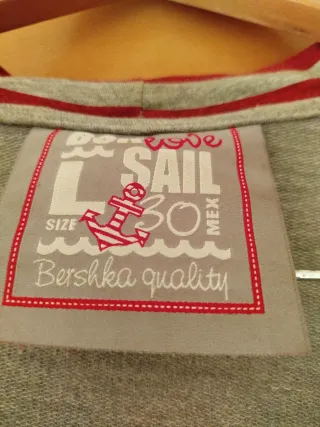 love
SAIL
L
SIZE
30
MEX
Bershka quality